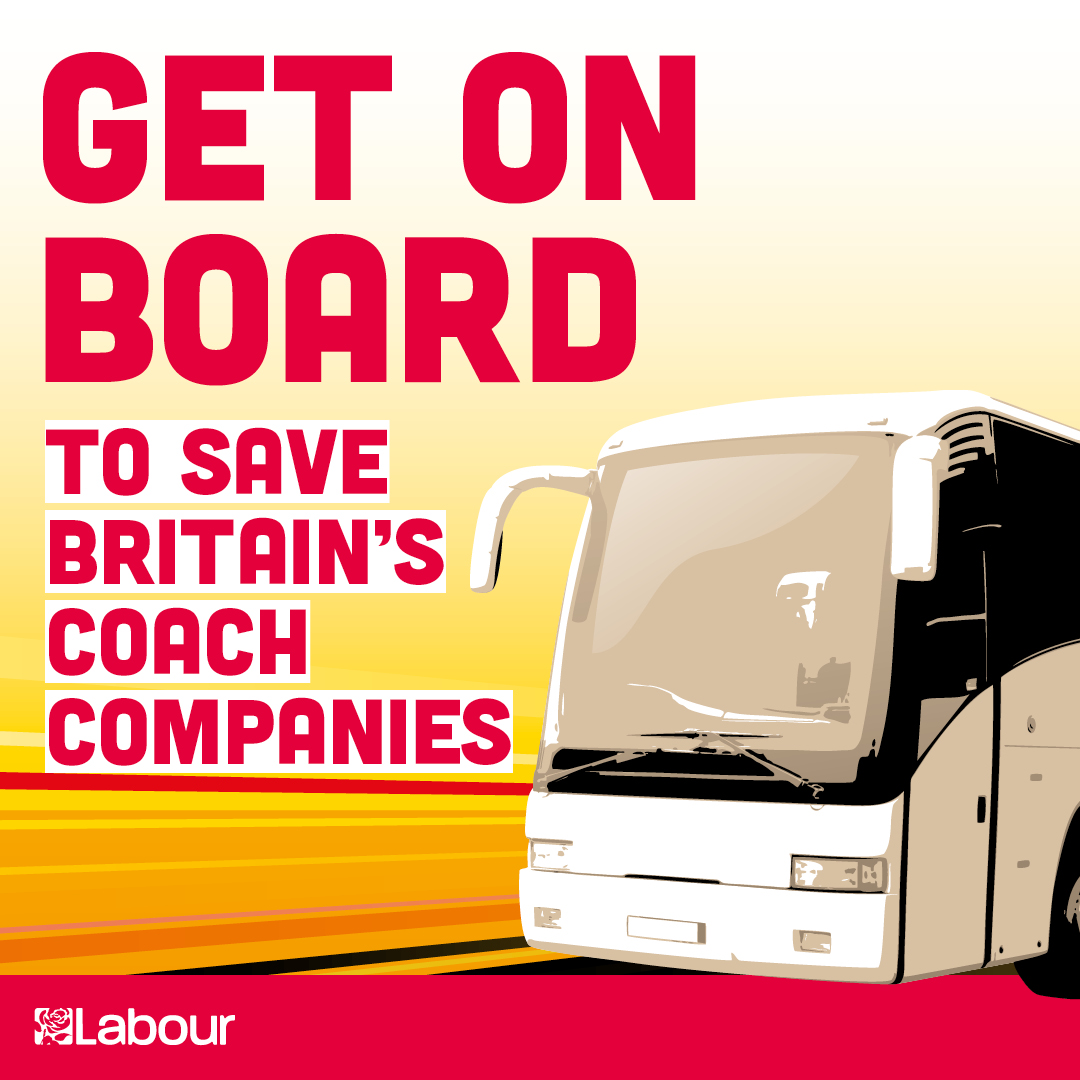 GET ON
BOARD
TO SAVE
BRITAIN'S
COACH
COMPANIES
Labour